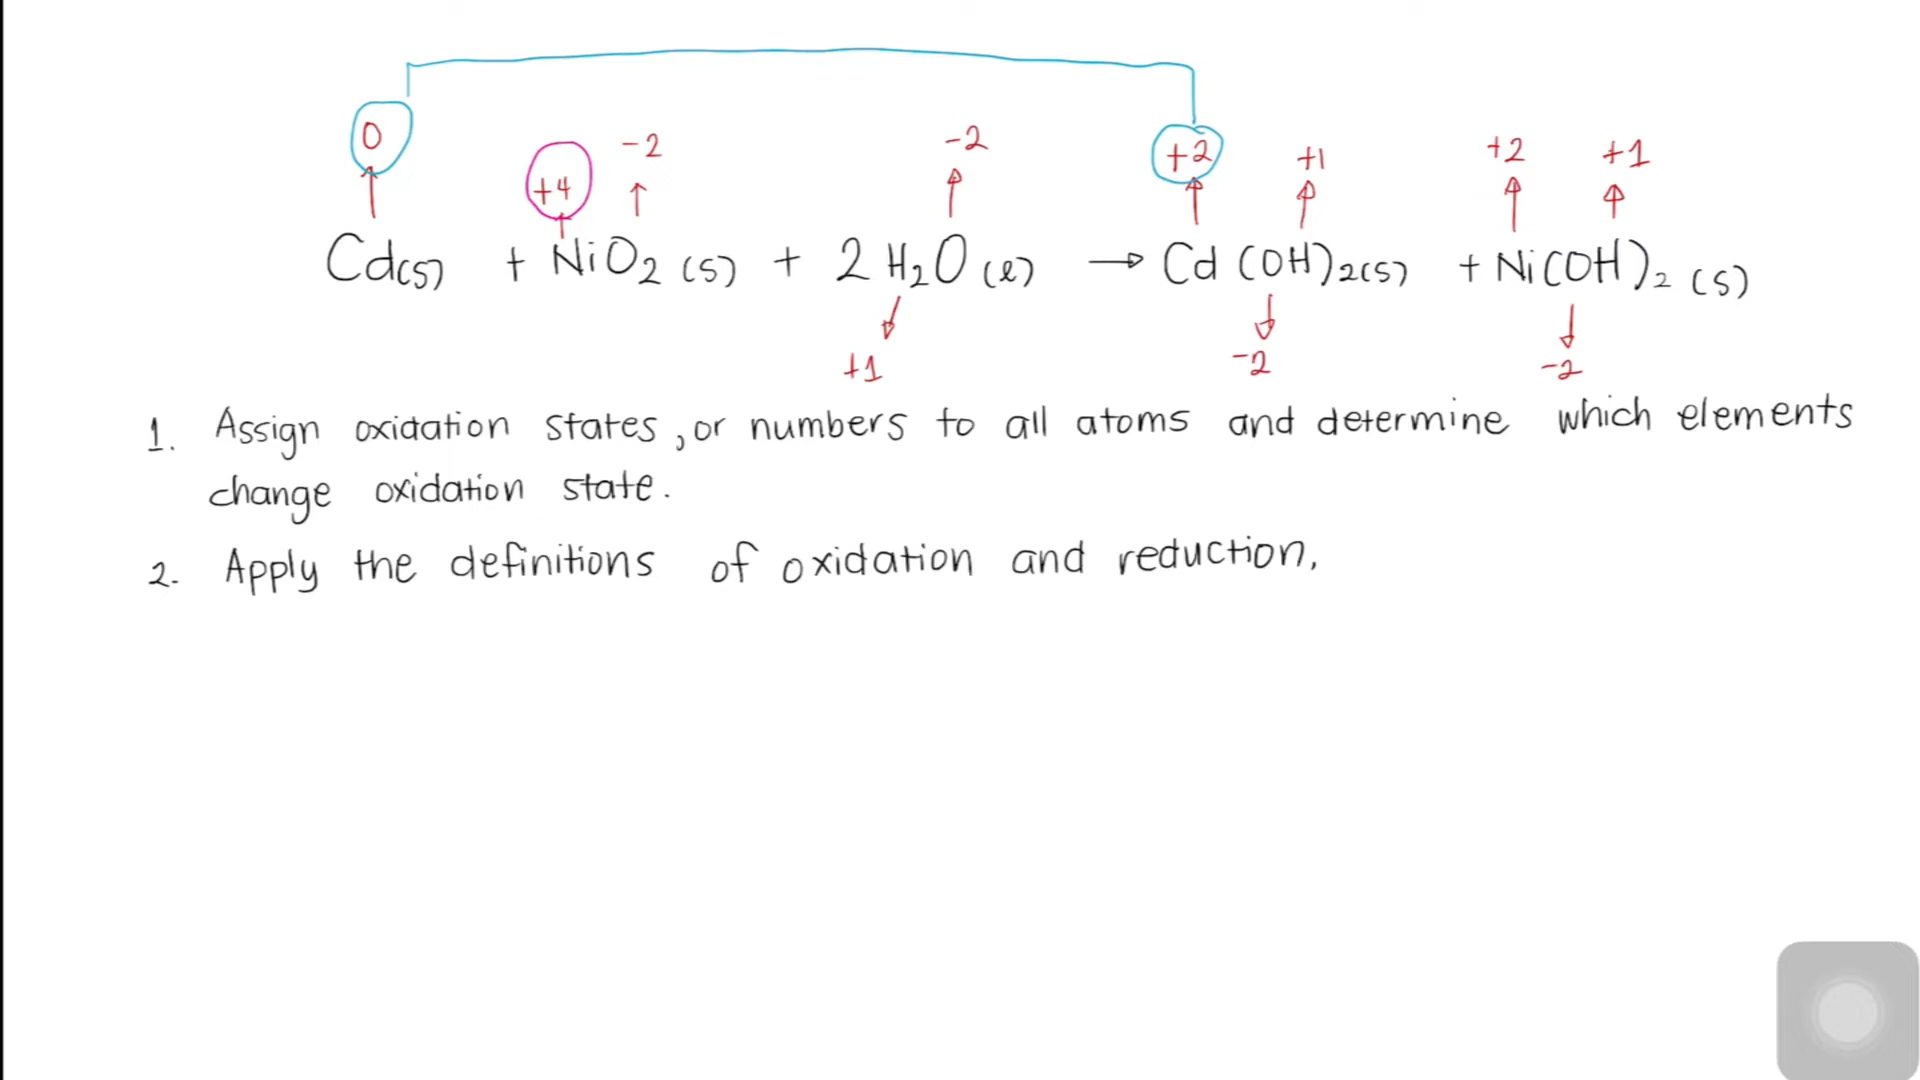 0 +4 -2 -2 +2 +1 +2 +1
Cd(s) + NiO2 (s) + 2 H2O (l) → Cd (OH)2(s) + Ni(OH)2 (s)
+1 -2 -2
1. Assign oxidation states, or numbers to all atoms and determine which elements
change oxidation state.
2. Apply the definitions of oxidation and reduction,